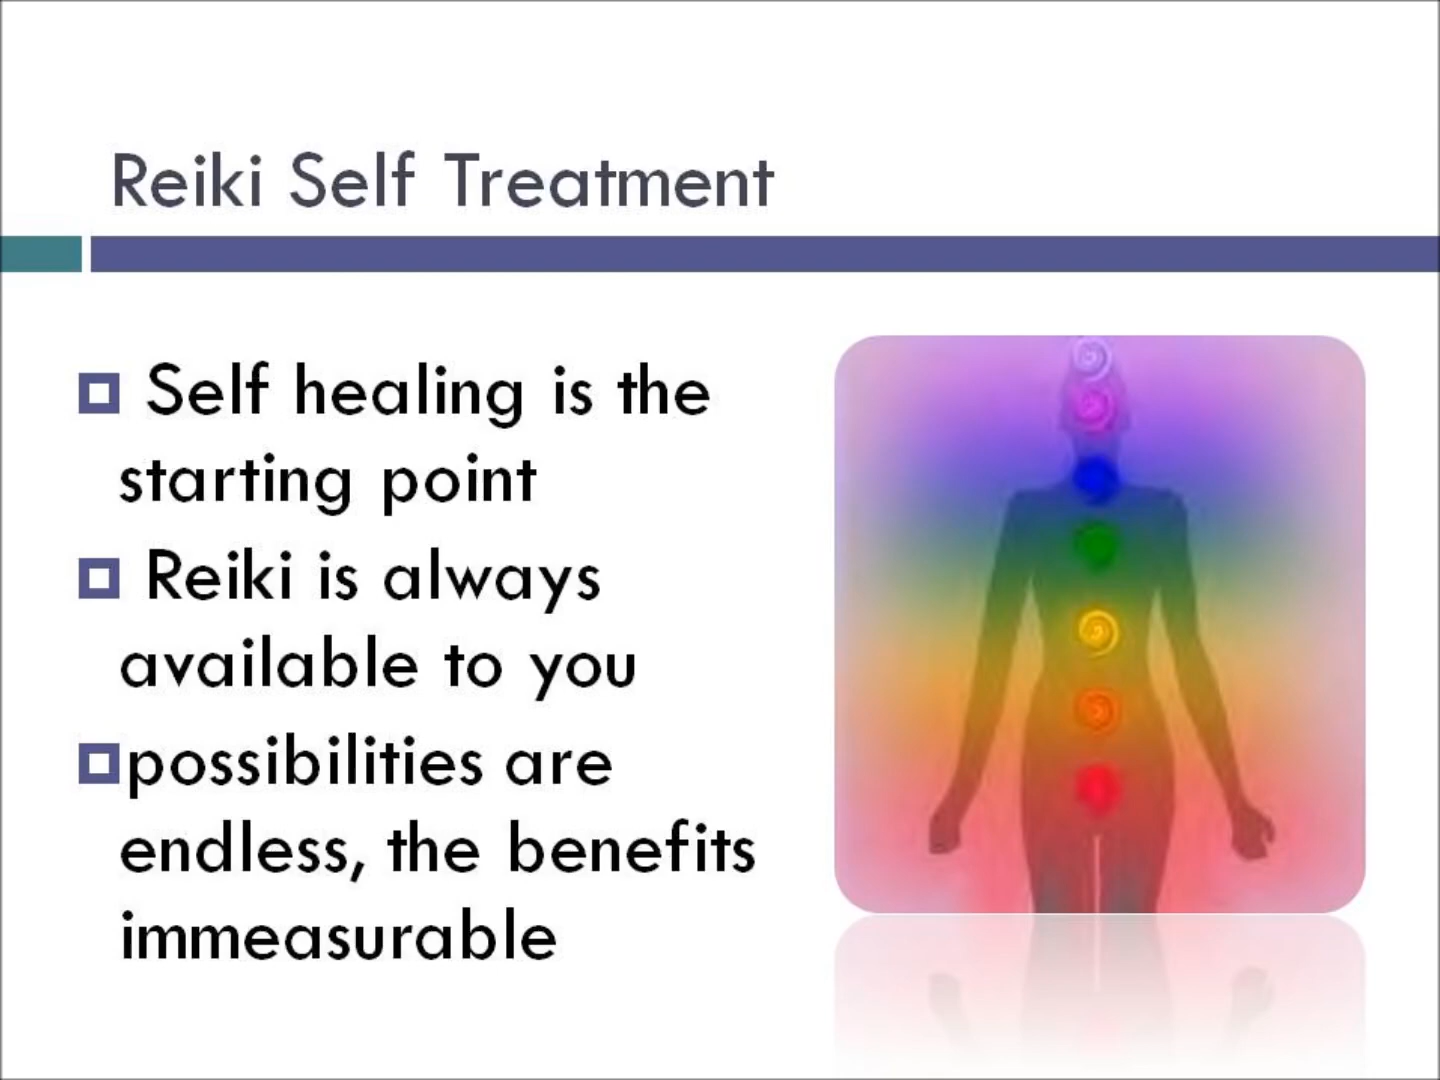 Reiki Self Treatment
Self healing is the
starting point
Reiki is always
available to you
possibilities are
endless, the benefits
immeasurable